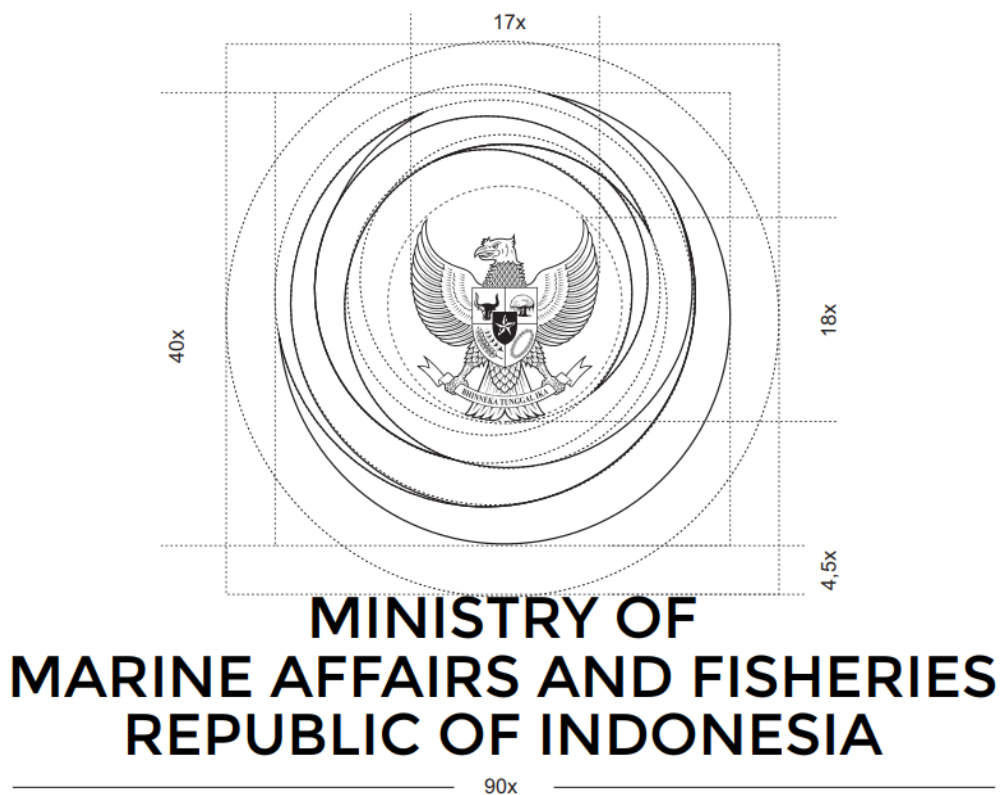 17x
40x
18x
BHINNEKA TUNGGAL IKA
4,5x
MINISTRY OF
MARINE AFFAIRS AND FISHERIES
REPUBLIC OF INDONESIA
90x